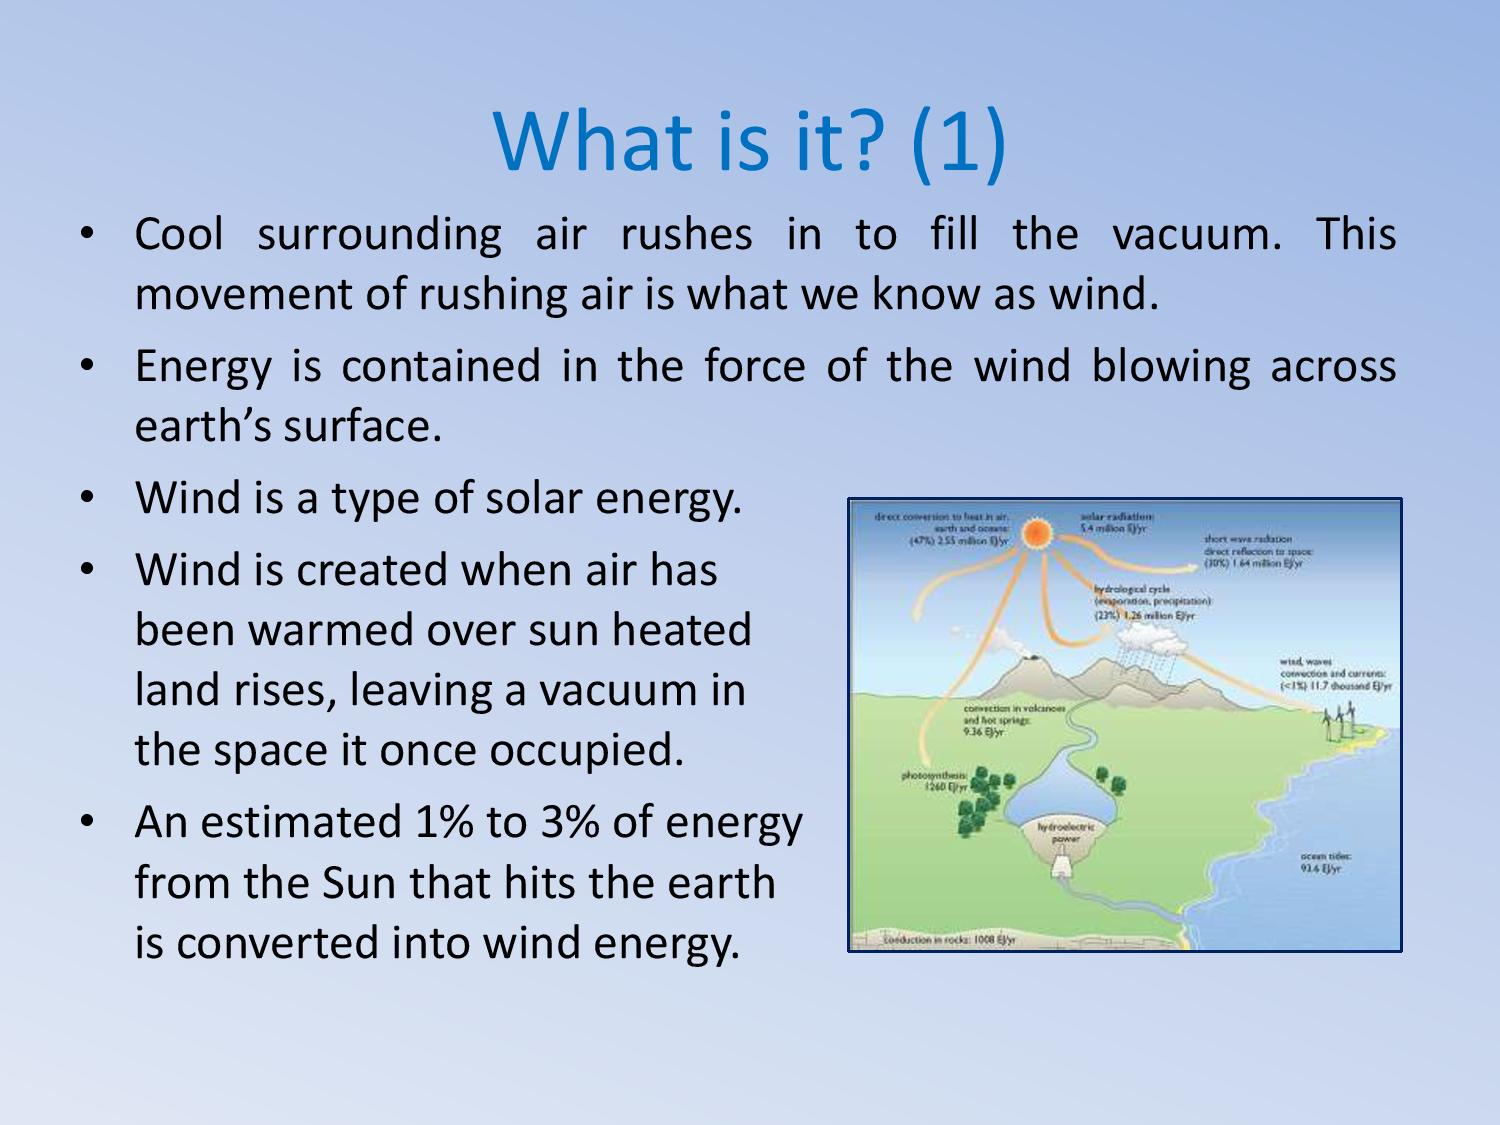 What is it? (1)
• Cool surrounding air rushes in to fill the vacuum. This
movement of rushing air is what we know as wind.
• Energy is contained in the force of the wind blowing across
earth’s surface.
• Wind is a type of solar energy.
• Wind is created when air has
been warmed over sun heated
land rises, leaving a vacuum in
the space it once occupied.
• An estimated 1% to 3% of energy
from the Sun that hits the earth
is converted into wind energy.
direct conversion to heat in air,
earth and oceans:
(47%) 2.55 million EJ/yr
solar radiation:
5.4 million EJ/yr
short wave radiation
direct reflection to space:
(30%) 1.64 million EJ/yr
hydrological cycle
(evaporation, precipitation):
(23%) 1.26 million EJ/yr
wind, waves
convection and currents:
(<1%) 11.7 thousand EJ/yr
convection in volcanoes
and hot springs:
9.36 EJ/yr
photosynthesis:
1260 EJ/yr
hydroelectric
power
ocean tides:
93.6 EJ/yr
conduction in rocks: 1008 EJ/yr